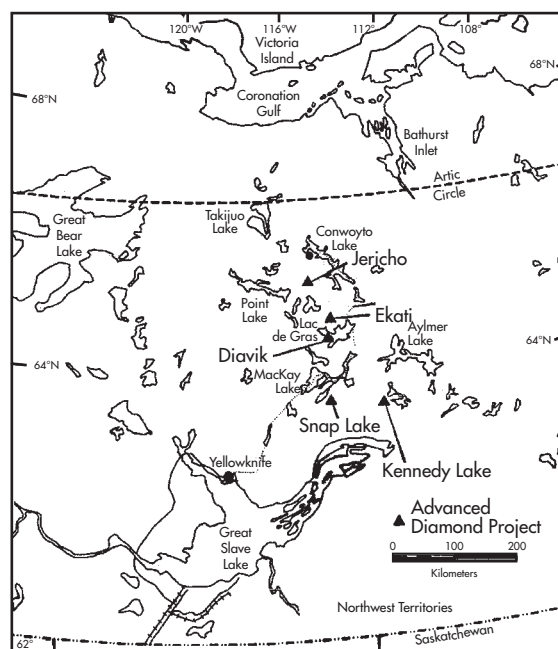 120°W
116°W
108°
Victoria
Island
68°N
68°N
Coronation
Gulf
Bathurst
Inlet
Artic
Circle
Takijuo
Lake
Great
Bear
Lake
Conwoyto
Lake
Jericho
Point
Lake
Ekati
Lac
de Gras
Aylmer
Lake
Diavik
64°N
64°N
MacKay
Lake
Snap Lake
Kennedy Lake
Yellowknife
Advanced
Diamond Project
0 100 200
Kilometers
Great
Slave
Lake
Northwest Territories
Saskatchewan
62°
112°